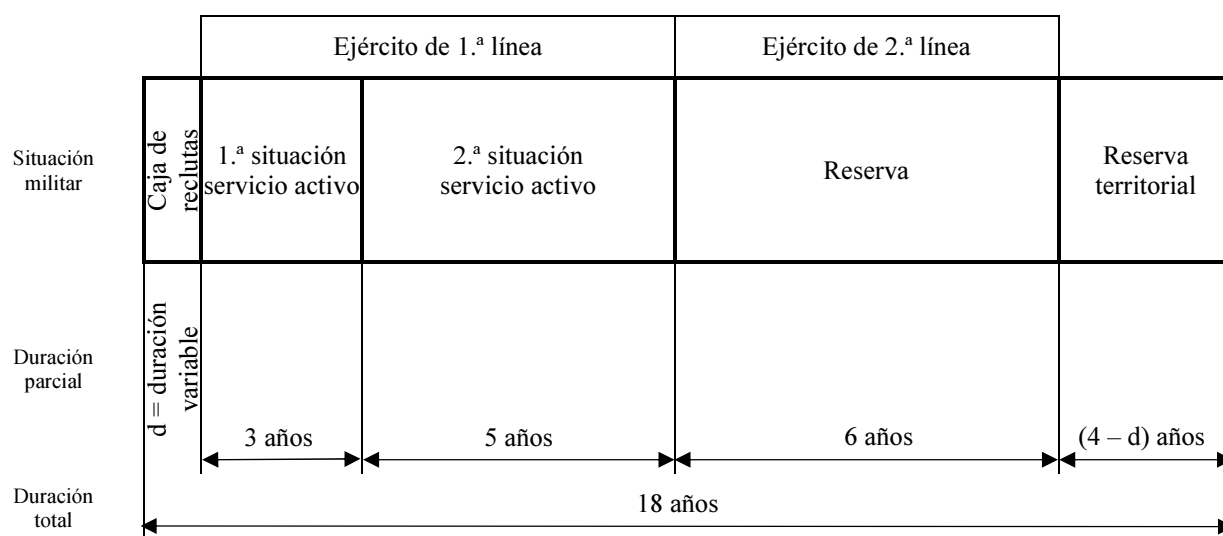 Ejército de 1.ª línea
Ejército de 2.ª línea
Situación
militar
Caja de
reclutas
1.ª situación
servicio activo
2.ª situación
servicio activo
Reserva
Reserva
territorial
Duración
parcial
d = duración
variable
3 años
5 años
6 años
(4 – d) años
Duración
total
18 años